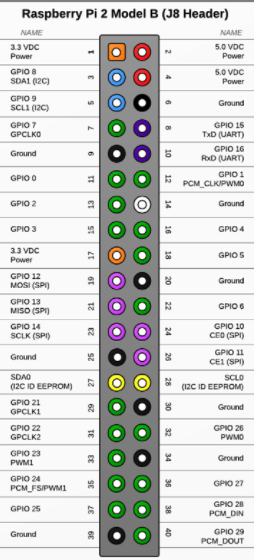 Raspberry Pi 2 Model B (J8 Header)
NAME NAME
3.3 VDC
Power
1
2
5.0 VDC
Power
GPIO 8
SDA1 (I2C)
3
4
5.0 VDC
Power
GPIO 9
SCL1 (I2C)
5
6
Ground
GPIO 7
GPCLK0
7
8
GPIO 15
TxD (UART)
Ground
9
10
GPIO 16
RxD (UART)
GPIO 0
11
12
GPIO 1
PCM_CLK/PWM0
GPIO 2
13
14
Ground
GPIO 3
15
16
GPIO 4
3.3 VDC
Power
17
18
GPIO 5
GPIO 12
MOSI (SPI)
19
20
Ground
GPIO 13
MISO (SPI)
21
22
GPIO 6
GPIO 14
SCLK (SPI)
23
24
GPIO 10
CE0 (SPI)
Ground
25
26
GPIO 11
CE1 (SPI)
SDA0
(I2C ID EEPROM)
27
28
SCL0
(I2C ID EEPROM)
GPIO 21
GPCLK1
29
30
Ground
GPIO 22
GPCLK2
31
32
GPIO 26
PWM0
GPIO 23
PWM1
33
34
Ground
GPIO 24
PCM_FS/PWM1
35
36
GPIO 27
GPIO 25
37
38
GPIO 28
PCM_DIN
Ground
39
40
GPIO 29
PCM_DOUT